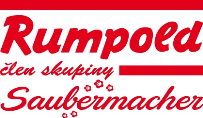 Rumpold
člen skupiny
Saubermacher